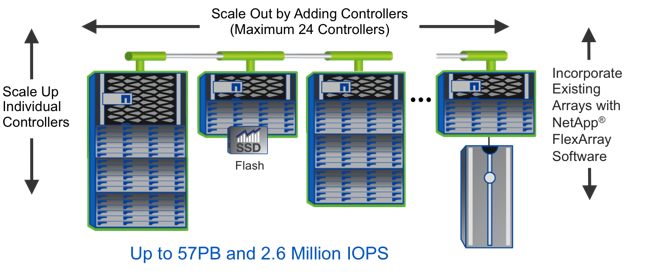 Scale Out by Adding Controllers
(Maximum 24 Controllers)
Scale Up
Individual
Controllers
Incorporate
Existing
Arrays with
NetApp®
FlexArray
Software
...
SSD
Flash
Up to 57PB and 2.6 Million IOPS